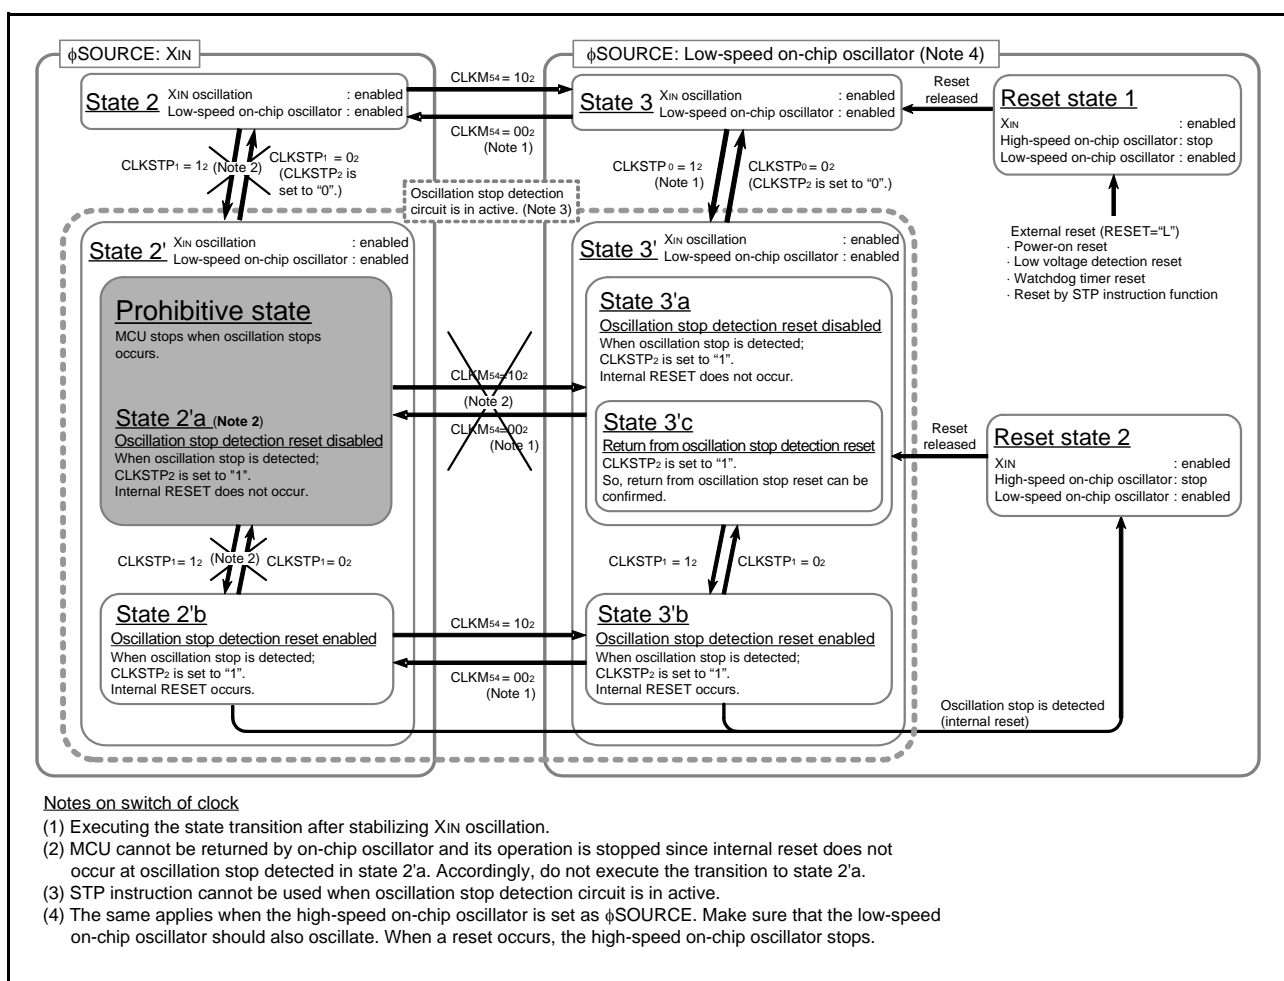 ϕSOURCE: XIN
ϕSOURCE: Low-speed on-chip oscillator (Note 4)
State 2
XIN oscillation : enabled
Low-speed on-chip oscillator : enabled
CLKM54 = 102
CLKM54 = 002
(Note 1)
State 3
XIN oscillation : enabled
Low-speed on-chip oscillator : enabled
Reset
released
Reset state 1
XIN : enabled
High-speed on-chip oscillator : stop
Low-speed on-chip oscillator : enabled
CLKSTP1 = 12
(Note 2)
CLKSTP1 = 02
(CLKSTP2 is
set to “0”.)
CLKSTP0 = 12
(Note 1)
CLKSTP0 = 02
(CLKSTP2 is set to “0”.)
Oscillation stop detection
circuit is in active. (Note 3)
External reset (RESET=“L”)
· Power-on reset
· Low voltage detection reset
· Watchdog timer reset
· Reset by STP instruction function
State 2'
XIN oscillation : enabled
Low-speed on-chip oscillator : enabled
Prohibitive state
MCU stops when oscillation stops
occurs.
State 2'a (Note 2)
Oscillation stop detection reset disabled
When oscillation stop is detected;
CLKSTP2 is set to "1".
Internal RESET does not occur.
CLKM54=102
(Note 2)
CLKM54=002
(Note 1)
State 3'
XIN oscillation : enabled
Low-speed on-chip oscillator : enabled
State 3'a
Oscillation stop detection reset disabled
When oscillation stop is detected;
CLKSTP2 is set to “1”.
Internal RESET does not occur.
State 3'c
Return from oscillation stop detection reset
CLKSTP2 is set to “1”.
So, return from oscillation stop reset can be
confirmed.
Reset
released
Reset state 2
XIN : enabled
High-speed on-chip oscillator : stop
Low-speed on-chip oscillator : enabled
CLKSTP1 = 12
(Note 2)
CLKSTP1 = 02
CLKSTP1 = 12
CLKSTP1 = 02
State 2'b
Oscillation stop detection reset enabled
When oscillation stop is detected;
CLKSTP2 is set to “1”.
Internal RESET occurs.
CLKM54 = 102
CLKM54 = 002
(Note 1)
State 3'b
Oscillation stop detection reset enabled
When oscillation stop is detected;
CLKSTP2 is set to “1”.
Internal RESET occurs.
Oscillation stop is detected
(internal reset)
Notes on switch of clock
(1) Executing the state transition after stabilizing XIN oscillation.
(2) MCU cannot be returned by on-chip oscillator and its operation is stopped since internal reset does not
occur at oscillation stop detected in state 2'a. Accordingly, do not execute the transition to state 2'a.
(3) STP instruction cannot be used when oscillation stop detection circuit is in active.
(4) The same applies when the high-speed on-chip oscillator is set as ϕSOURCE. Make sure that the low-speed
on-chip oscillator should also oscillate. When a reset occurs, the high-speed on-chip oscillator stops.